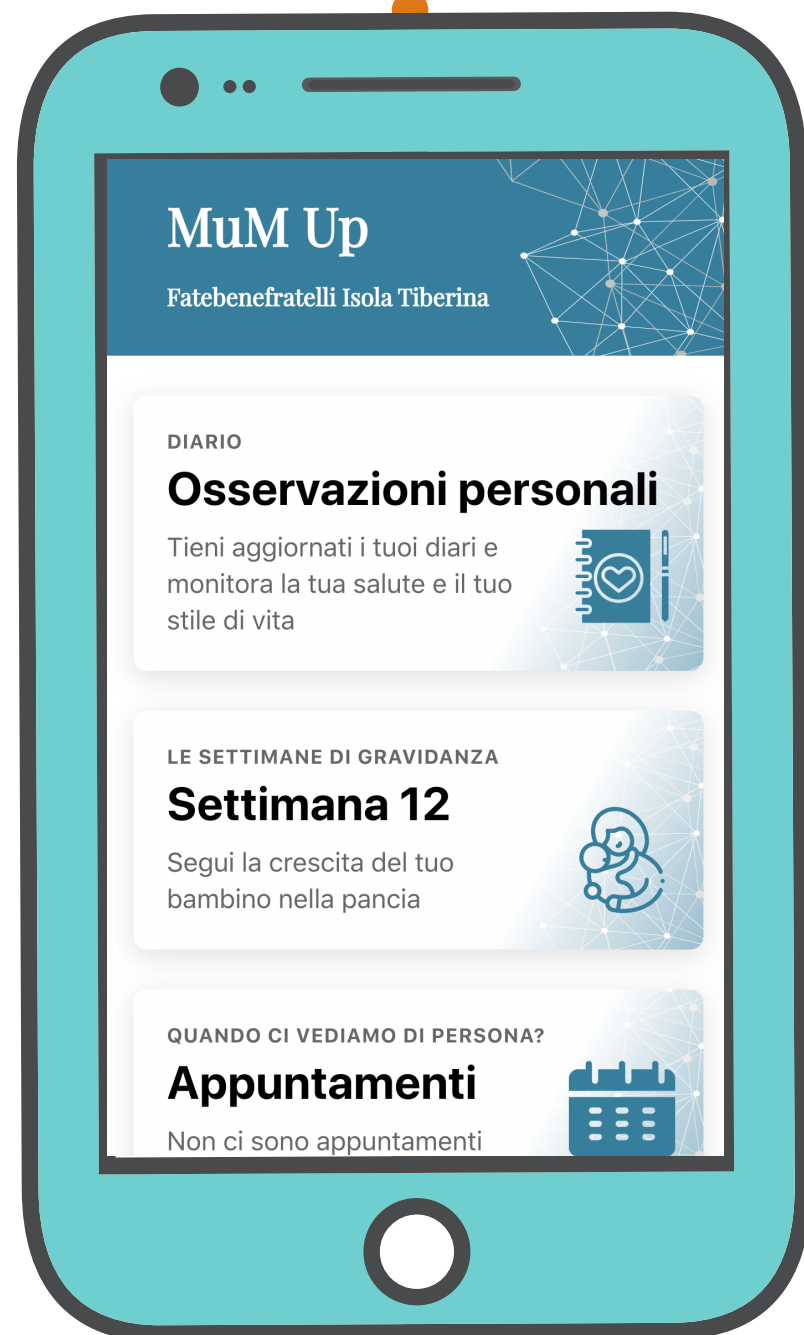 MuM Up
Fatebenefratelli Isola Tiberina
DIARIO
Osservazioni personali
Tieni aggiornati i tuoi diari e
monitora la tua salute e il tuo
stile di vita
LE SETTIMANE DI GRAVIDANZA
Settimana 12
Segui la crescita del tuo
bambino nella pancia
QUANDO CI VEDIAMO DI PERSONA?
Appuntamenti
Non ci sono appuntamenti